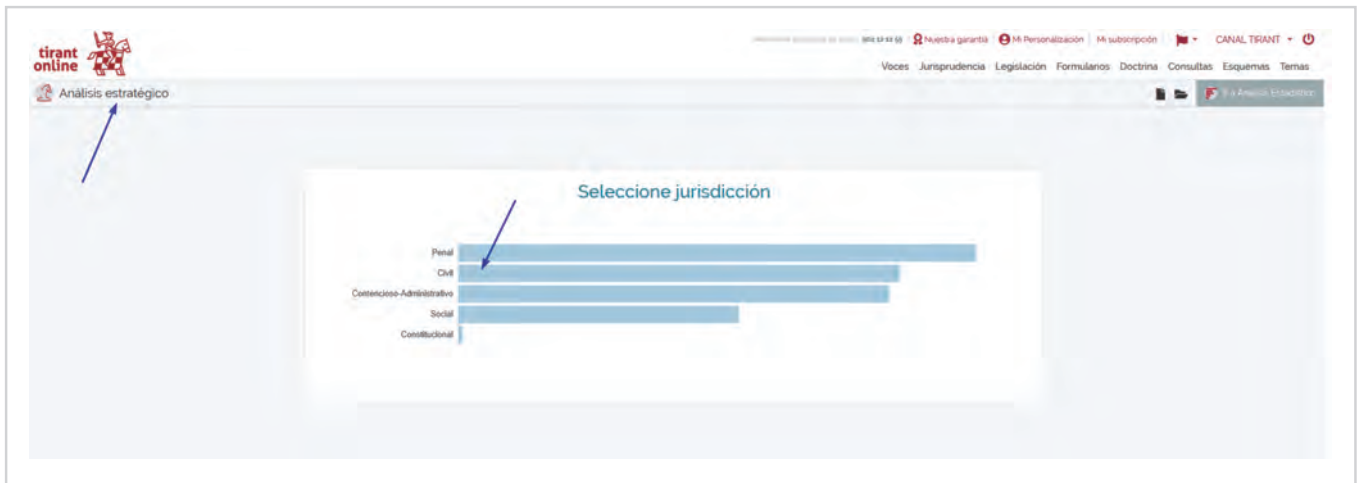 tirant
online
Nuestra garantía Mi Personalización Mi subscripción CANAL TIRANT
Voces Jurisprudencia Legislación Formularios Doctrina Consultas Esquemas Temas
Análisis estratégico
Seleccione jurisdicción
Penal
Civil
Contencioso-Administrativo
Social
Constitucional